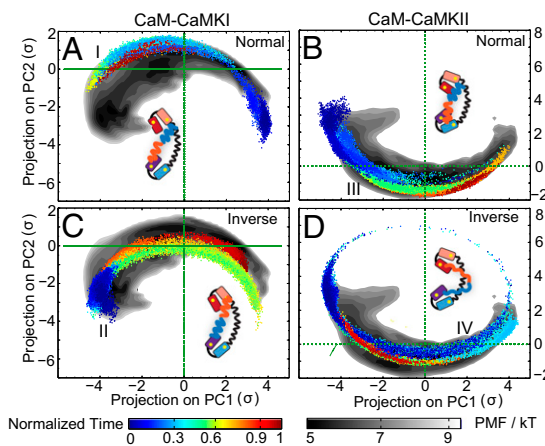 CaM-CaMKI
CaM-CaMKII
A
I
Normal
B
Normal
III
Projection on PC2 (σ)
2
0
−2
−4
−6
8
6
4
2
0
−2
C
Inverse
II
D
Inverse
IV
Projection on PC2 (σ)
2
0
−2
−4
−6
8
6
4
2
0
−2
−4 −2 0 2 4
−4 −2 0 2 4
Projection on PC1 (σ)
Projection on PC1 (σ)
Normalized Time
0 0.3 0.6 0.9 1
5 7 9
PMF / kT